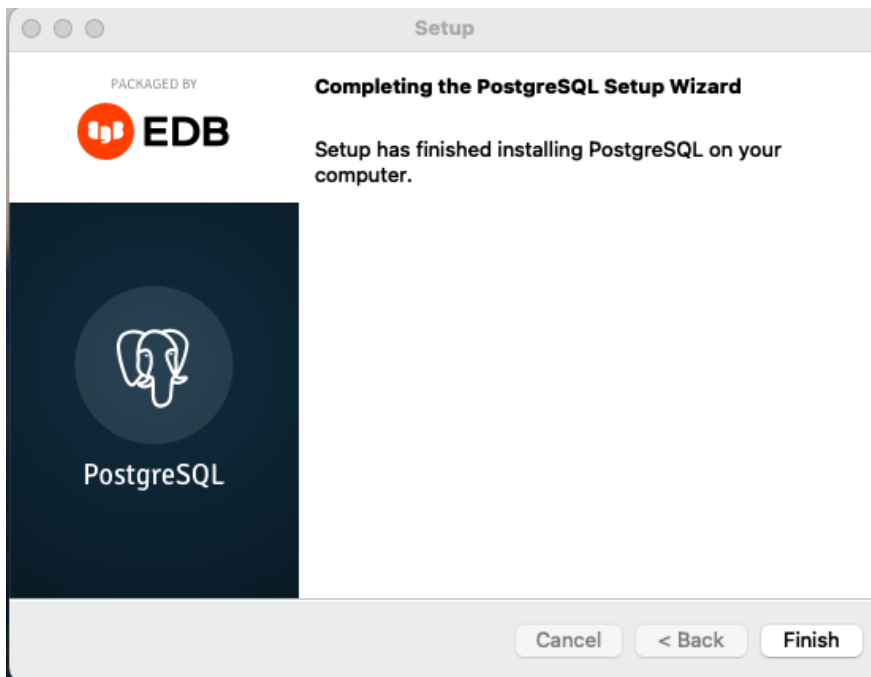 Setup
PACKAGED BY
EDB
Completing the PostgreSQL Setup Wizard
Setup has finished installing PostgreSQL on your
computer.
PostgreSQL
Cancel
< Back
Finish